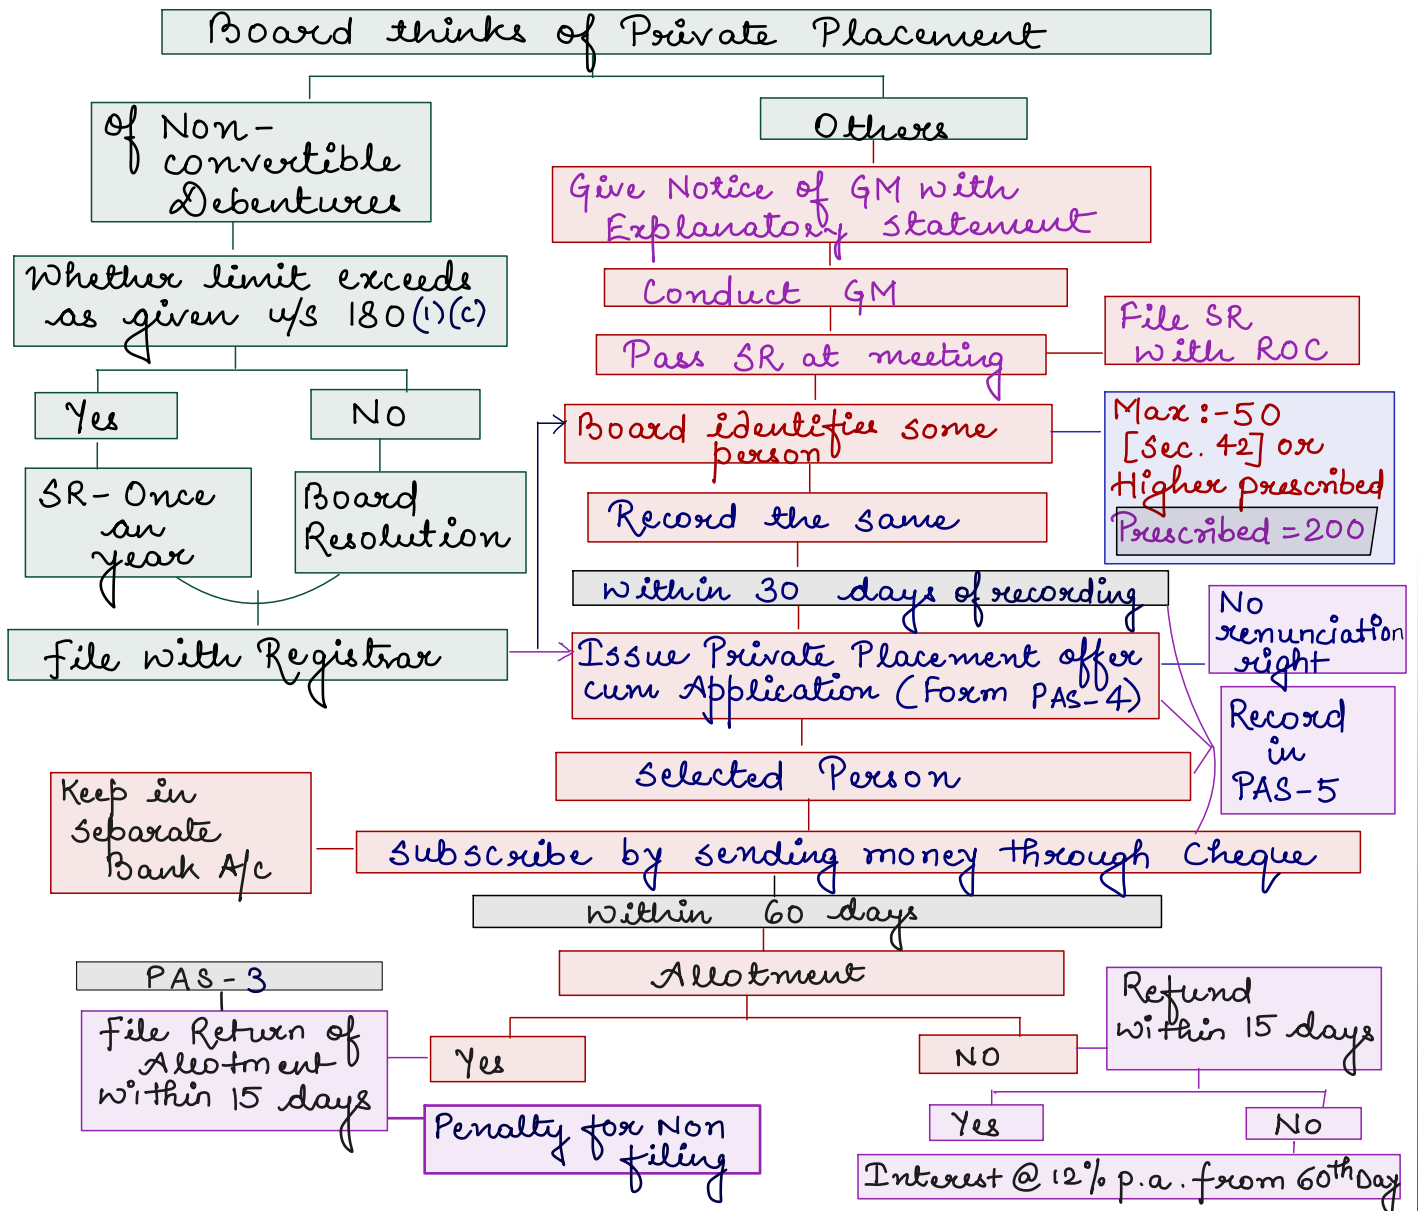 Board thinks of Private Placement
of Non-
convertible
Debentures
Others
Give Notice of GM with
Explanatory Statement
Whether limit exceeds
as given u/s 180(1)(c)
Conduct GM
Pass SR at meeting
File SR
with ROC
Yes
NO
Board identifies some
person
Max:-50
[Sec. 42] or
Higher prescribed
Prescribed = 200
SR - Once
an
year
Board
Resolution
Record the same
within 30 days of recording
File with Registrar
Issue Private Placement offer
cum Application (Form PAS-4)
No
renunciation
right
Record
in
PAS-5
Selected Person
Keep in
Separate
Bank A/c
Subscribe by sending money through Cheque
within 60 days
Allotment
PAS-3
File Return of
Allotment
within 15 days
Yes
NO
Refund
within 15 days
Penalty for Non
filing
Yes
No
Interest @ 12% p.a. from 60th Day